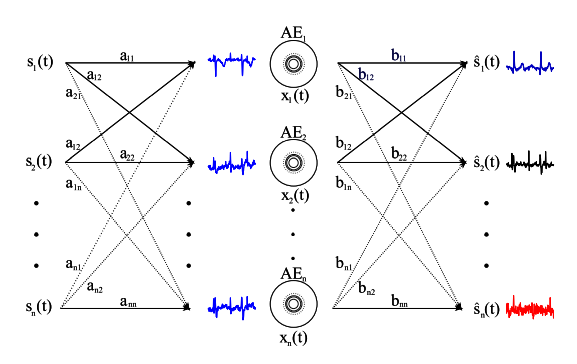 AE₁
s₁(t) a₁₁ b₁₁ ŝ₁(t)
a₁₂ b₁₂
a₂₁ x₁(t) b₂₁
AE₂
a₁₂ b₁₂
s₂(t) a₂₂ b₂₂ ŝ₂(t)
a₁ₙ b₁ₙ
x₂(t)
aₙ₁ AEₙ bₙ₁
aₙ₂ bₙ₂
sₙ(t) aₙₙ bₙₙ ŝₙ(t)
xₙ(t)